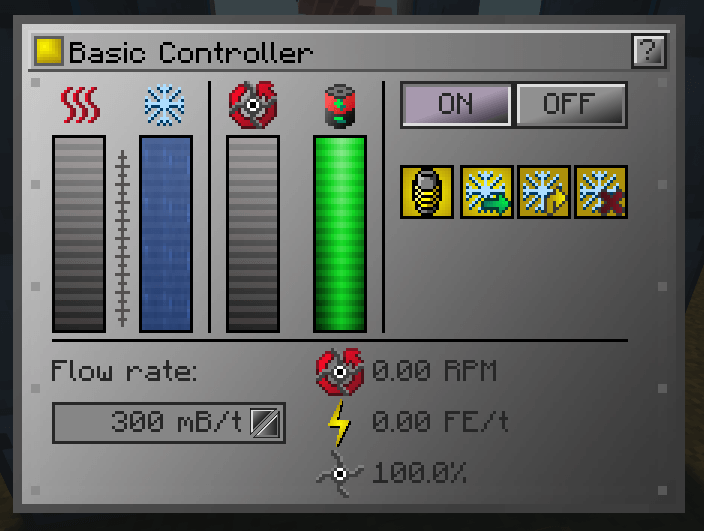 Basic Controller
?
ON
OFF
Flow rate:
300 mB/t
0.00 RPM
0.00 FE/t
100.0%